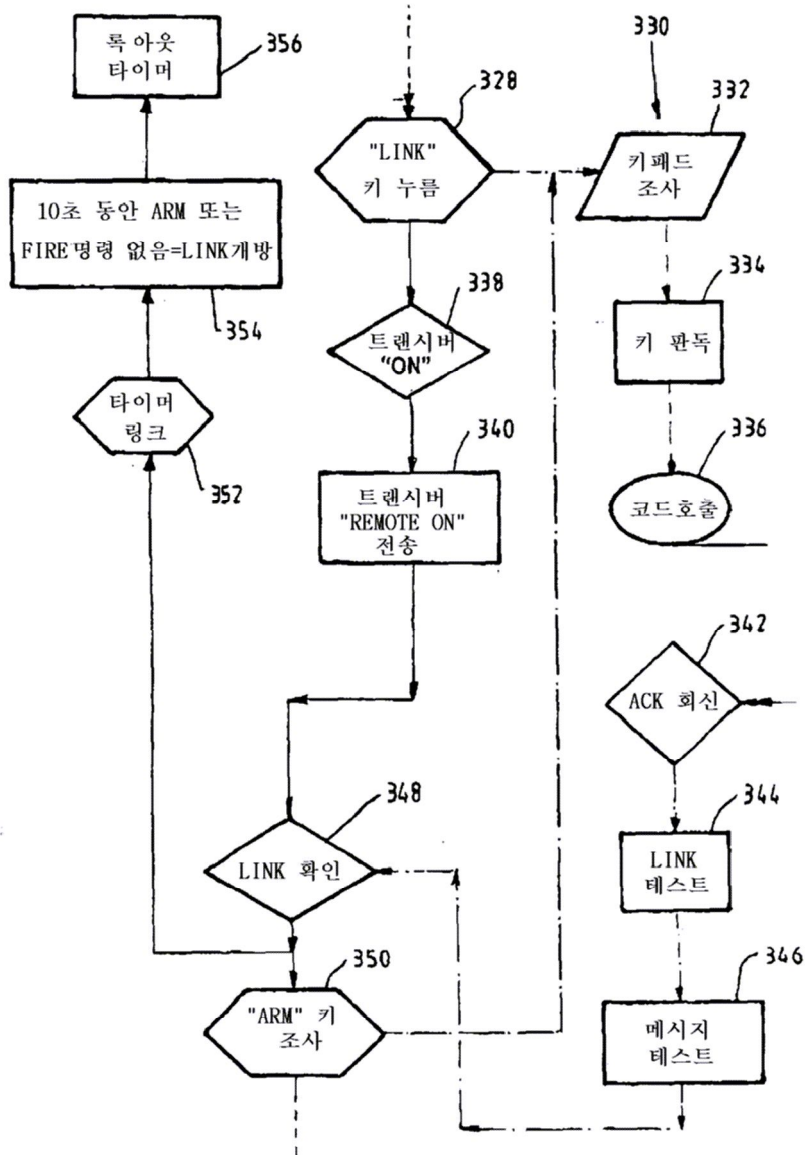 록아웃
타이머
356
330
328
332
"LINK"
키 누름
키패드
조사
10초 동안 ARM 또는
FIRE명령 없음=LINK개방
354
338
334
트랜시버
"ON"
키 판독
타이머
링크
352
340
336
트랜시버
"REMOTE ON"
전송
코드호출
342
ACK 회신
348
344
LINK 확인
LINK
테스트
350
346
"ARM" 키
조사
메시지
테스트